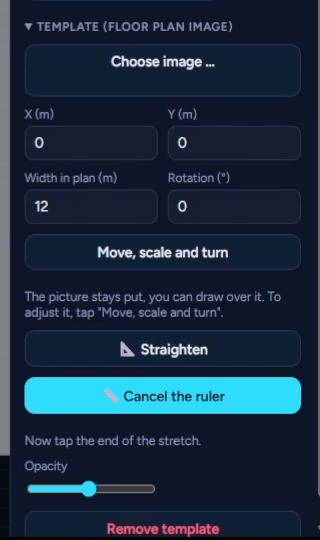 ▼ TEMPLATE (FLOOR PLAN IMAGE)
Choose image ...
X (m) Y (m)
0 0
Width in plan (m) Rotation (°)
12 0
Move, scale and turn
The picture stays put, you can draw over it. To
adjust it, tap "Move, scale and turn".
📐 Straighten
📏 Cancel the ruler
Now tap the end of the stretch.
Opacity
Remove template